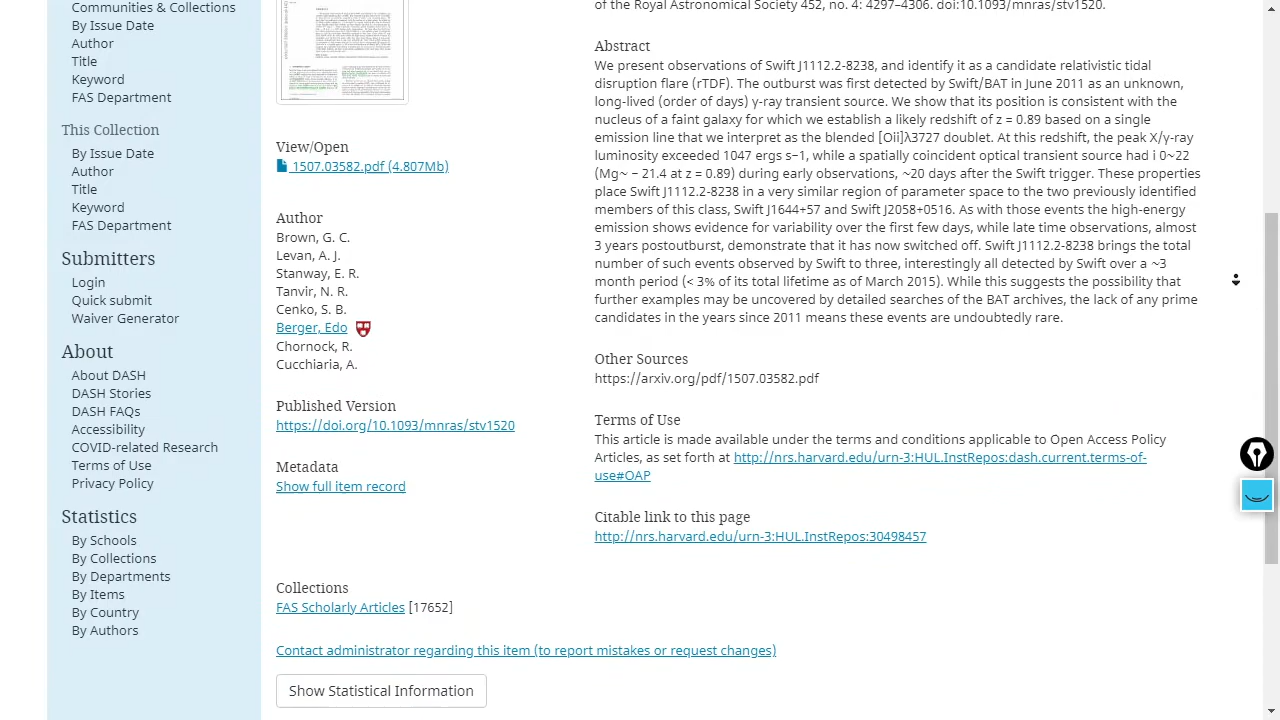 Communities & Collections
By Issue Date
Author
Title
Keyword
FAS Department
This Collection
By Issue Date
Author
Title
Keyword
FAS Department
Submitters
Login
Quick submit
Waiver Generator
About
About DASH
DASH Stories
DASH FAQs
Accessibility
COVID-related Research
Terms of Use
Privacy Policy
Statistics
By Schools
By Collections
By Departments
By Items
By Country
By Authors
View/Open
1507.03582.pdf (4.807Mb)
Author
Brown, G. C.
Levan, A. J.
Stanway, E. R.
Tanvir, N. R.
Cenko, S. B.
Berger, Edo
Chornock, R.
Cucchiaria, A.
Published Version
https://doi.org/10.1093/mnras/stv1520
Metadata
Show full item record
of the Royal Astronomical Society 452, no. 4: 4297–4306. doi:10.1093/mnras/stv1520.
Abstract
We present observations of Swift J1112.2-8238, and identify it as a candidate relativistic tidal
disruption flare (rTDF). The outburst was first detected by Swift/BAT in June 2011 as an unknown,
long-lived (order of days) γ-ray transient source. We show that its position is consistent with the
nucleus of a faint galaxy for which we establish a likely redshift of z = 0.89 based on a single
emission line that we interpret as the blended [Oii]λ3727 doublet. At this redshift, the peak X/γ-ray
luminosity exceeded 1047 ergs s−1, while a spatially coincident optical transient source had i 0~22
(Mg~ − 21.4 at z = 0.89) during early observations, ~20 days after the Swift trigger. These properties
place Swift J1112.2-8238 in a very similar region of parameter space to the two previously identified
members of this class, Swift J1644+57 and Swift J2058+0516. As with those events the high-energy
emission shows evidence for variability over the first few days, while late time observations, almost
3 years postoutburst, demonstrate that it has now switched off. Swift J1112.2-8238 brings the total
number of such events observed by Swift to three, interestingly all detected by Swift over a ~3
month period (< 3% of its total lifetime as of March 2015). While this suggests the possibility that
further examples may be uncovered by detailed searches of the BAT archives, the lack of any prime
candidates in the years since 2011 means these events are undoubtedly rare.
Other Sources
https://arxiv.org/pdf/1507.03582.pdf
Terms of Use
This article is made available under the terms and conditions applicable to Open Access Policy
Articles, as set forth at http://nrs.harvard.edu/urn-3:HUL.InstRepos:dash.current.terms-of-
use#OAP
Citable link to this page
http://nrs.harvard.edu/urn-3:HUL.InstRepos:30498457
Collections
FAS Scholarly Articles [17652]
Contact administrator regarding this item (to report mistakes or request changes)
Show Statistical Information